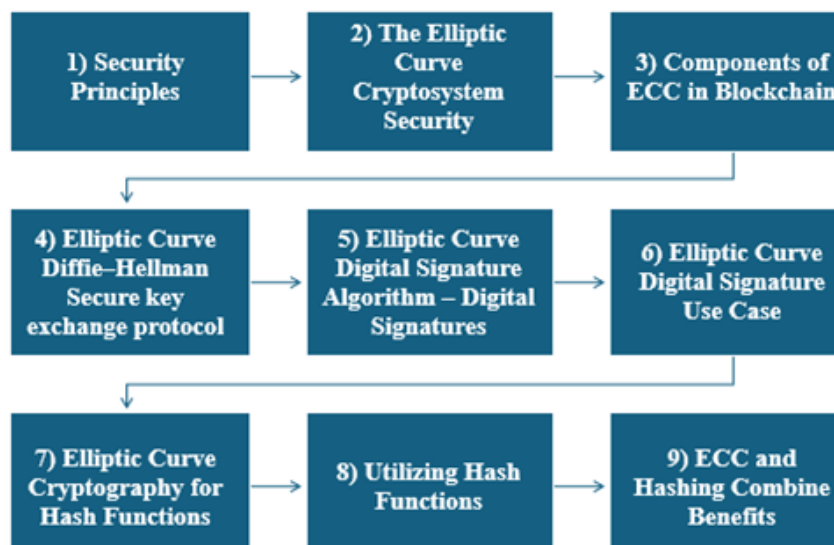 1) Security
Principles
2) The Elliptic
Curve
Cryptosystem
Security
3) Components of
ECC in Blockchain
4) Elliptic Curve
Diffie–Hellman
Secure key
exchange protocol
5) Elliptic Curve
Digital Signature
Algorithm – Digital
Signatures
6) Elliptic Curve
Digital Signature
Use Case
7) Elliptic Curve
Cryptography for
Hash Functions
8) Utilizing Hash
Functions
9) ECC and
Hashing Combine
Benefits